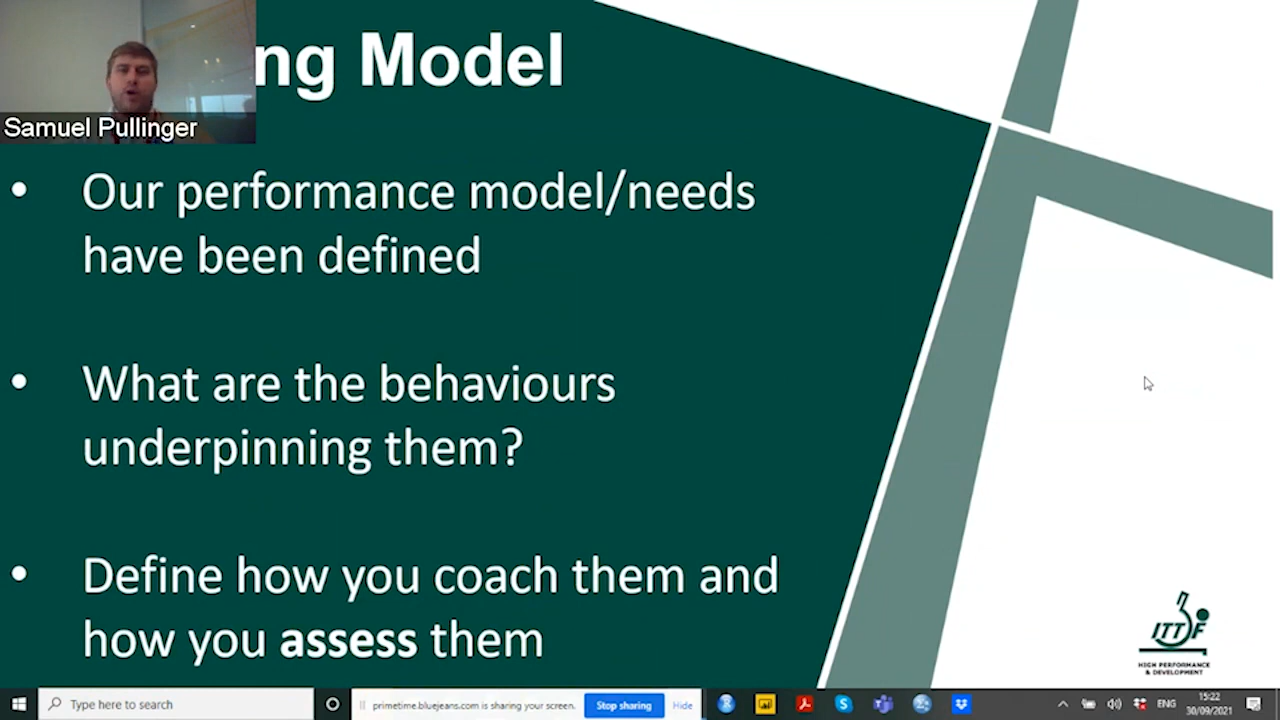 ng Model
Samuel Pullinger
• Our performance model/needs
have been defined
• What are the behaviours
underpinning them?
• Define how you coach them and
how you assess them
ITTF
HIGH PERFORMANCE
& DEVELOPMENT
Type here to search
primetime.bluejeans.com is sharing your screen.
Stop sharing
Hide
ENG
15:22
30/09/2021